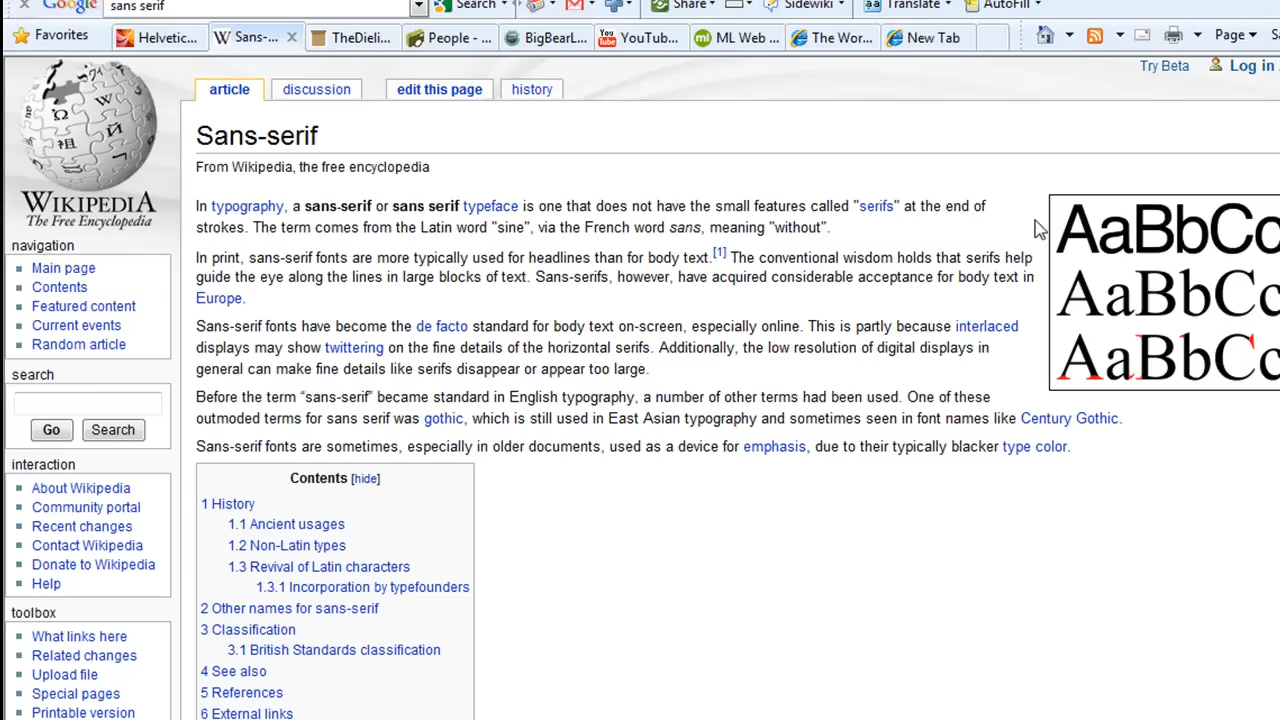 Google sans serif Search Share Sidewiki Translate AutoFill
Favorites Helvetic... W Sans-... TheDieli... People - ... BigBearL... You Tube YouTub... ml ML Web ... The Wor... New Tab Page
Try Beta Log in
article discussion edit this page history
Sans-serif
From Wikipedia, the free encyclopedia
In typography, a sans-serif or sans serif typeface is one that does not have the small features called "serifs" at the end of
strokes. The term comes from the Latin word "sine", via the French word sans, meaning "without".
In print, sans-serif fonts are more typically used for headlines than for body text.[1] The conventional wisdom holds that serifs help
guide the eye along the lines in large blocks of text. Sans-serifs, however, have acquired considerable acceptance for body text in
Europe.
Sans-serif fonts have become the de facto standard for body text on-screen, especially online. This is partly because interlaced
displays may show twittering on the fine details of the horizontal serifs. Additionally, the low resolution of digital displays in
general can make fine details like serifs disappear or appear too large.
Before the term “sans-serif” became standard in English typography, a number of other terms had been used. One of these
outmoded terms for sans serif was gothic, which is still used in East Asian typography and sometimes seen in font names like Century Gothic.
Sans-serif fonts are sometimes, especially in older documents, used as a device for emphasis, due to their typically blacker type color.
AaBbCc
AaBbCc
AaBbCc
WIKIPEDIA
The Free Encyclopedia
navigation
Main page
Contents
Featured content
Current events
Random article
search
Go Search
interaction
About Wikipedia
Community portal
Recent changes
Contact Wikipedia
Donate to Wikipedia
Help
toolbox
What links here
Related changes
Upload file
Special pages
Printable version
Contents [hide]
1 History
1.1 Ancient usages
1.2 Non-Latin types
1.3 Revival of Latin characters
1.3.1 Incorporation by typefounders
2 Other names for sans-serif
3 Classification
3.1 British Standards classification
4 See also
5 References
6 External links